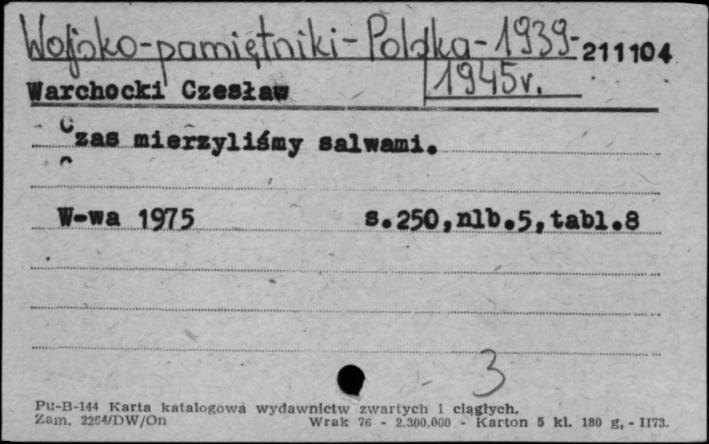 Wojsko-pamiętniki-Polska-1939-
211104
1945r.
Warchocki Czesław
Czas mierzyliśmy salwami.
W-wa 1975 s.250,nlb.5,tabl.8
3
Pu-B-144 Karta katalogowa wydawnictw zwartych i ciągłych.
Zam. 2264/DW/On Wrak 76 - 2.300.000 - Karton 5 kl. 180 g, - II73.